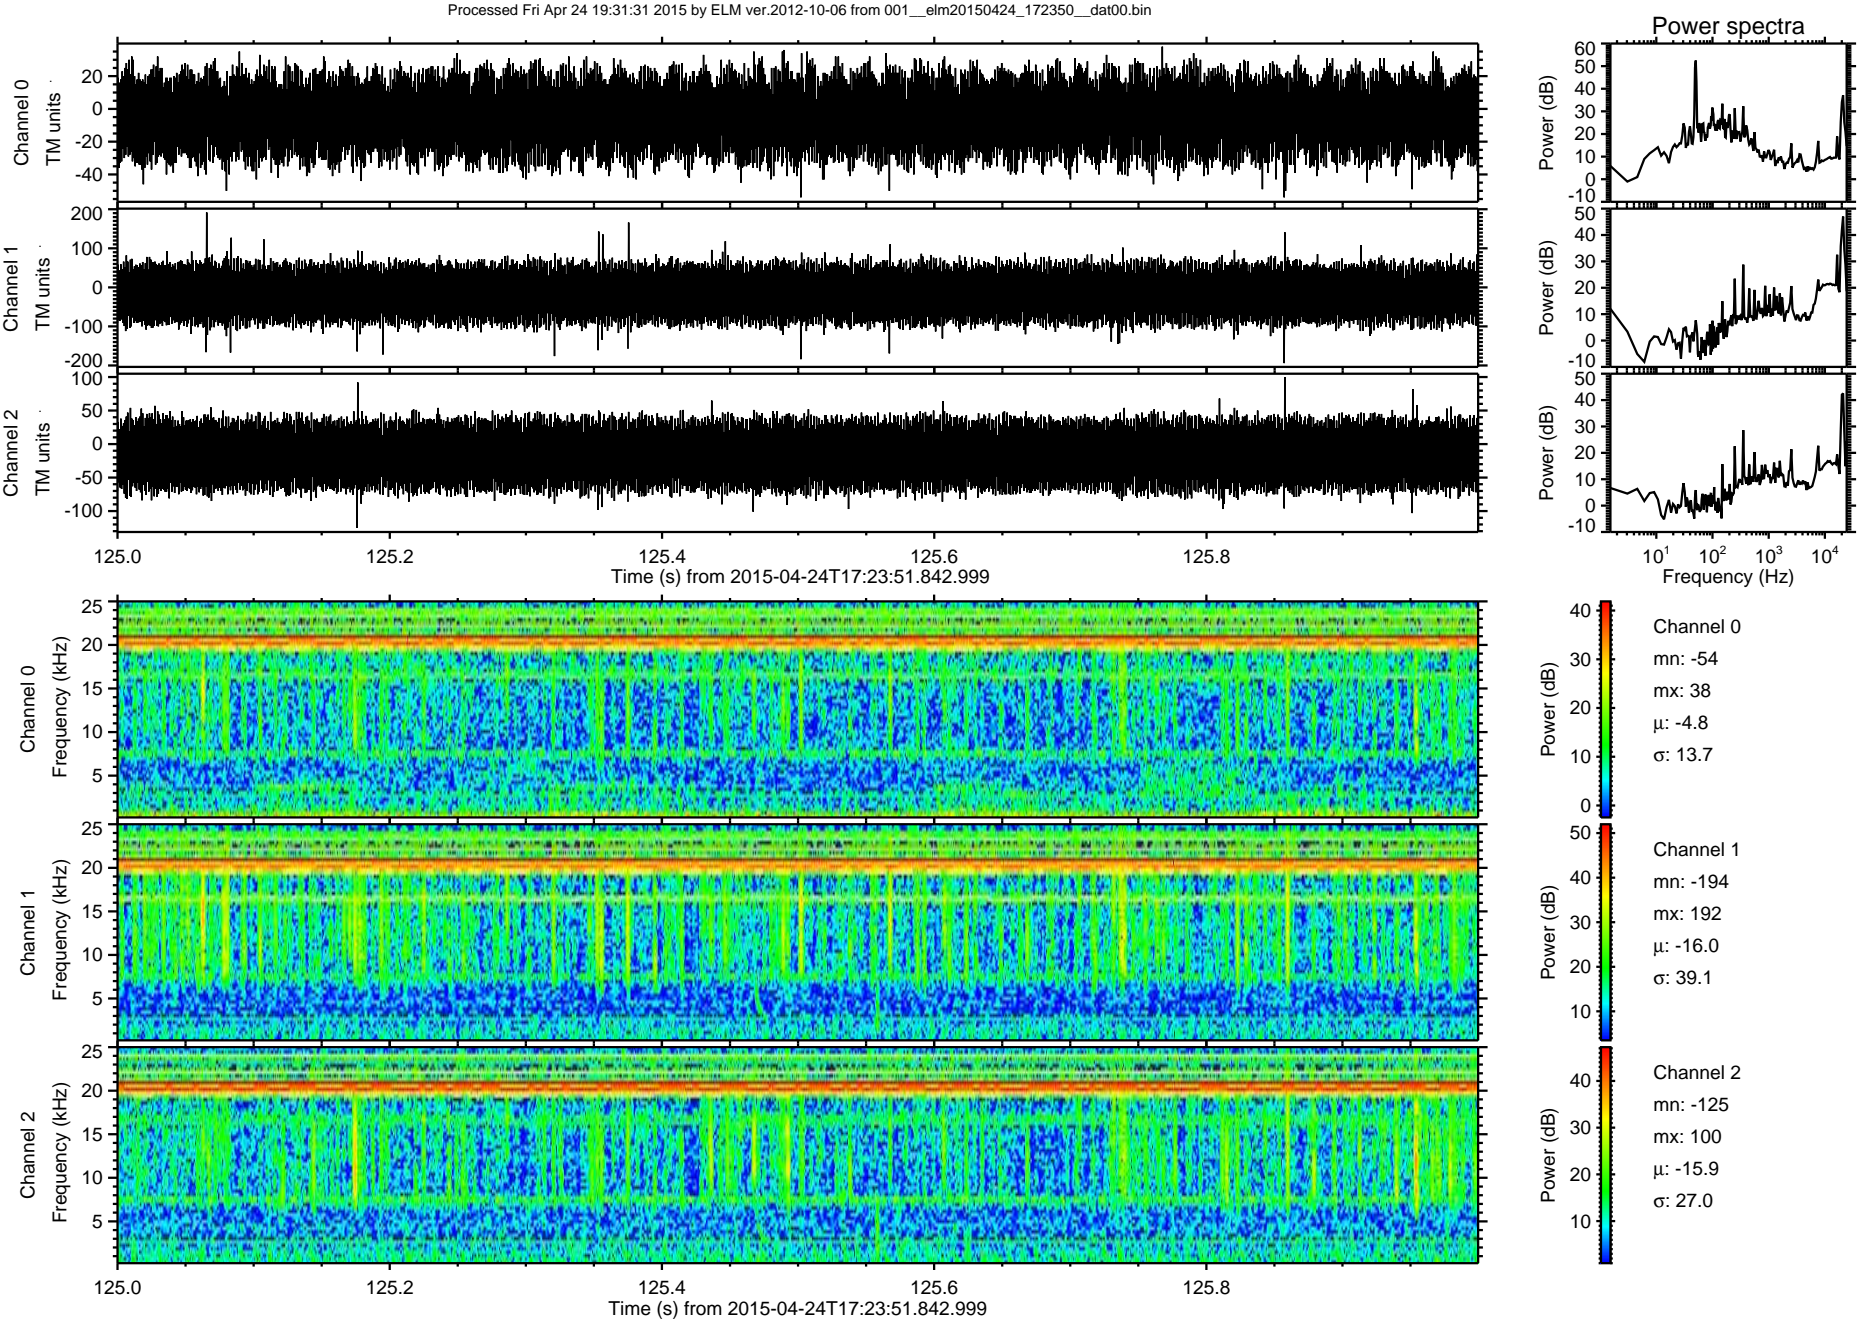 Processed Fri Apr 24 19:31:31 2015 by ELM ver.2012-10-06 from 001__elm20150424_172350__dat00.bin
Power spectra
Channel 0
TM units
20
0
-20
-40
Power (dB)
60
50
40
30
20
10
0
-10
Channel 1
TM units
200
100
0
-100
-200
Power (dB)
50
40
30
20
10
0
-10
Channel 2
TM units
100
50
0
-50
-100
Power (dB)
50
40
30
20
10
0
-10
125.0
125.2
125.4
125.6
125.8
Time (s) from 2015-04-24T17:23:51.842.999
10^1
10^2
10^3
10^4
Frequency (Hz)
Channel 0
Frequency (kHz)
25
20
15
10
5
Power (dB)
40
30
20
10
0
Channel 0
mn: -54
mx: 38
μ: -4.8
σ: 13.7
Channel 1
Frequency (kHz)
25
20
15
10
5
Power (dB)
50
40
30
20
10
Channel 1
mn: -194
mx: 192
μ: -16.0
σ: 39.1
Channel 2
Frequency (kHz)
25
20
15
10
5
Power (dB)
40
30
20
10
Channel 2
mn: -125
mx: 100
μ: -15.9
σ: 27.0
125.0
125.2
125.4
125.6
125.8
Time (s) from 2015-04-24T17:23:51.842.999